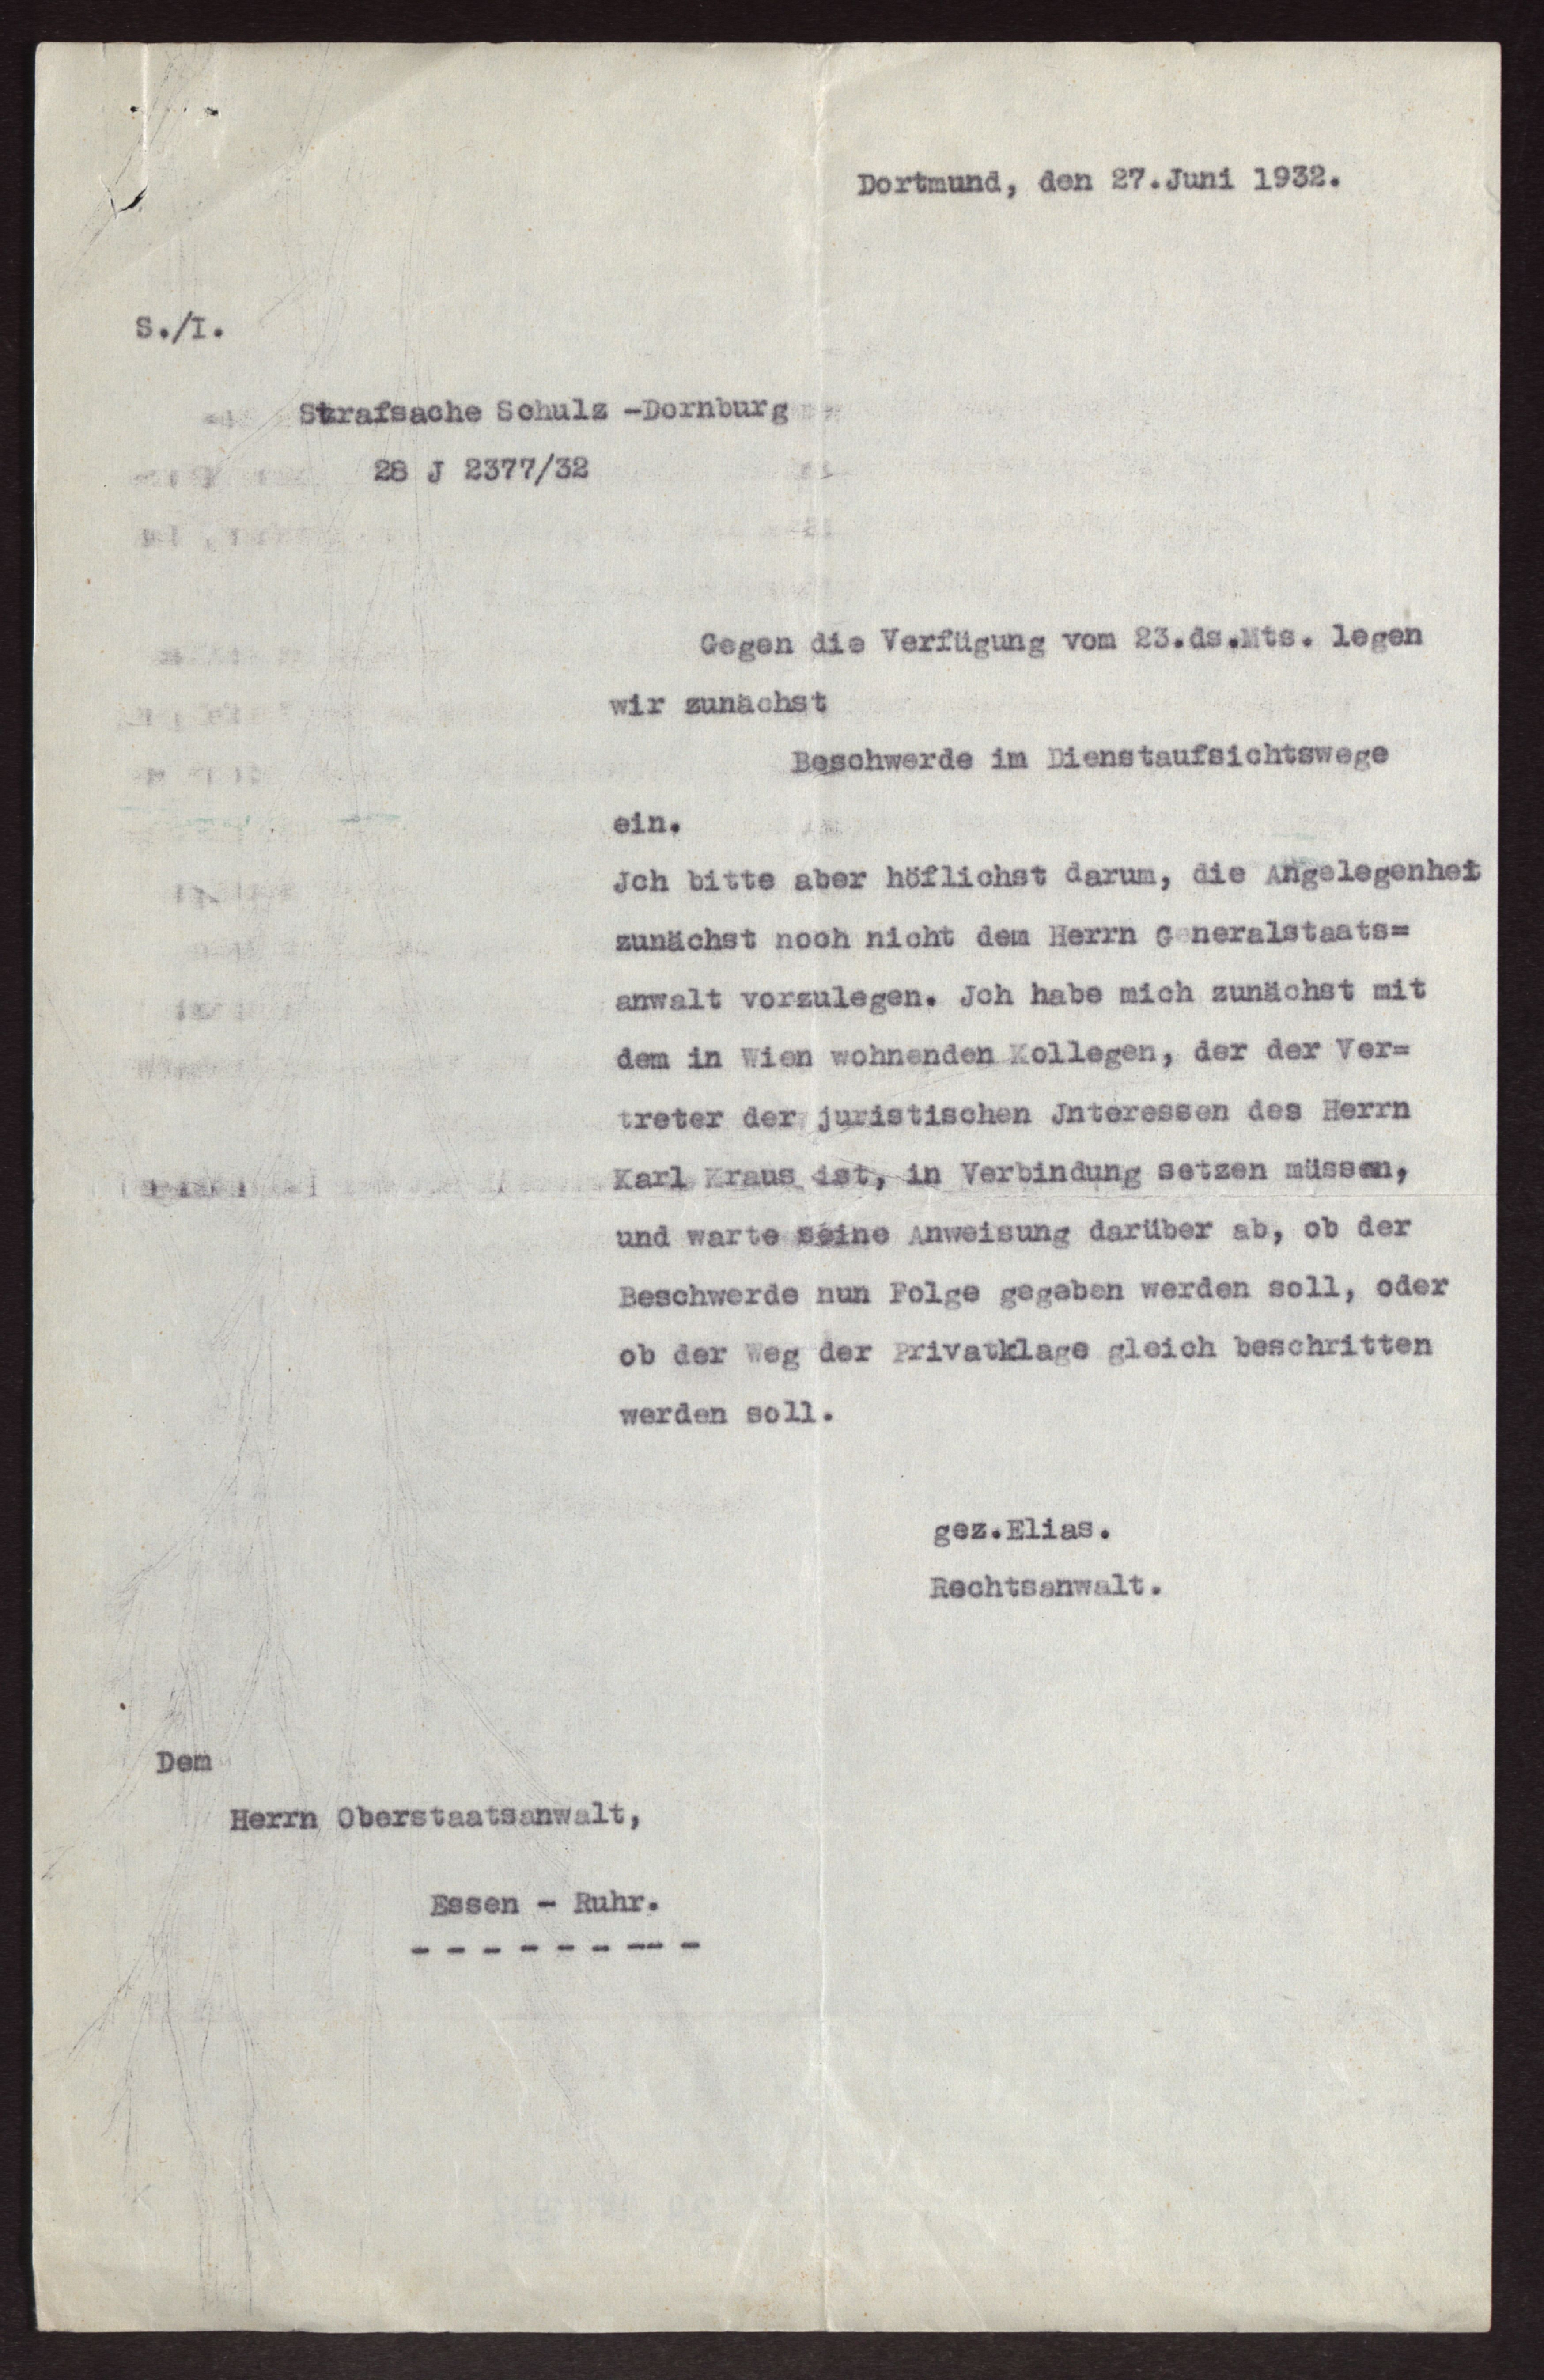 Dortmund, den 27.Juni 1932.
S./I.
Strafsache Schulz -Dornburg
28 J 2377/32
Gegen die Verfügung vom 23.ds.Mts. legen
wir zunächst
Beschwerde im Dienstaufsichtswege
ein.
Jch bitte aber höflichst darum, die Angelegenheit
zunächst noch nicht dem Herrn Generalstaats=
anwalt vorzulegen. Jch habe mich zunächst mit
dem in Wien wohnenden Kollegen, der der Ver=
treter der juristischen Jnteressen des Herrn
Karl Kraus ist, in Verbindung setzen müssen,
und warte seine Anweisung darüber ab, ob der
Beschwerde nun Folge gegeben werden soll, oder
ob der Weg der Privatklage gleich beschritten
werden soll.
gez.Elias.
Rechtsanwalt.
Dem
Herrn Oberstaatsanwalt,
Essen - Ruhr.
- - - - - - - - -